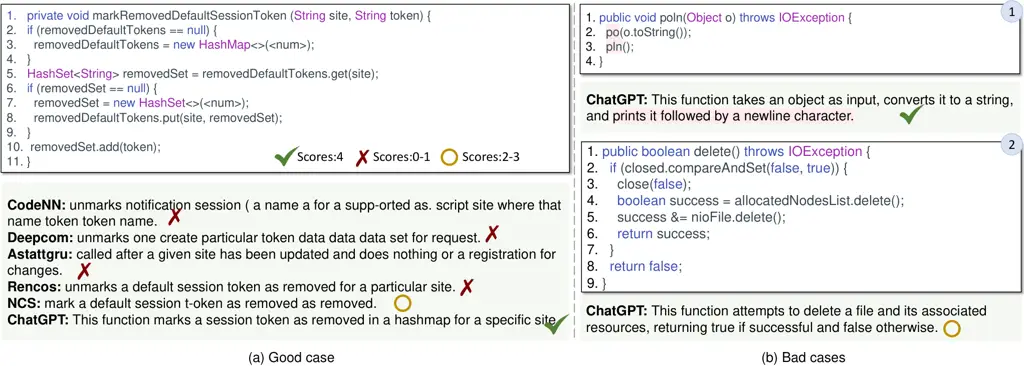 1. private void markRemovedDefaultSessionToken (String site, String token) {
2. if (removedDefaultTokens == null) {
3. removedDefaultTokens = new HashMap<>(<num>);
4. }
5. HashSet<String> removedSet = removedDefaultTokens.get(site);
6. if (removedSet == null) {
7. removedSet = new HashSet<>(<num>);
8. removedDefaultTokens.put(site, removedSet);
9. }
10. removedSet.add(token);
11. }
Scores:4 Scores:0-1 Scores:2-3
CodeNN: unmarks notification session ( a name a for a supp-orted as. script site where that
name token token name.
Deepcom: unmarks one create particular token data data data set for request.
Astattgru: called after a given site has been updated and does nothing or a registration for
changes.
Rencos: unmarks a default session token as removed for a particular site.
NCS: mark a default session t-oken as removed as removed.
ChatGPT: This function marks a session token as removed in a hashmap for a specific site
(a) Good case
1
1. public void poln(Object o) throws IOException {
2. po(o.toString());
3. pln();
4. }
ChatGPT: This function takes an object as input, converts it to a string,
and prints it followed by a newline character.
2
1. public boolean delete() throws IOException {
2. if (closed.compareAndSet(false, true)) {
3. close(false);
4. boolean success = allocatedNodesList.delete();
5. success &= nioFile.delete();
6. return success;
7. }
8. return false;
9. }
ChatGPT: This function attempts to delete a file and its associated
resources, returning true if successful and false otherwise.
(b) Bad cases